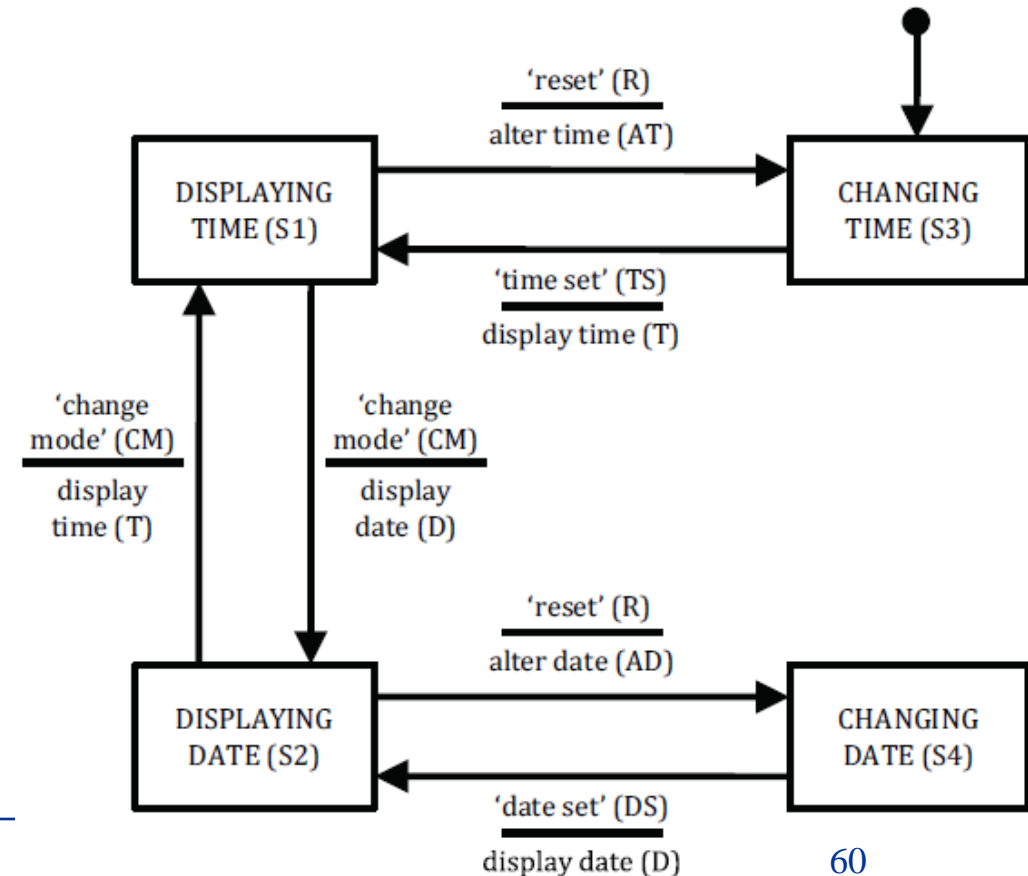 ‘reset’ (R)
alter time (AT)
DISPLAYING
TIME (S1)
CHANGING
TIME (S3)
‘time set’ (TS)
display time (T)
‘change
mode’ (CM)
display
time (T)
‘change
mode’ (CM)
display
date (D)
‘reset’ (R)
alter date (AD)
DISPLAYING
DATE (S2)
CHANGING
DATE (S4)
‘date set’ (DS)
display date (D)
60